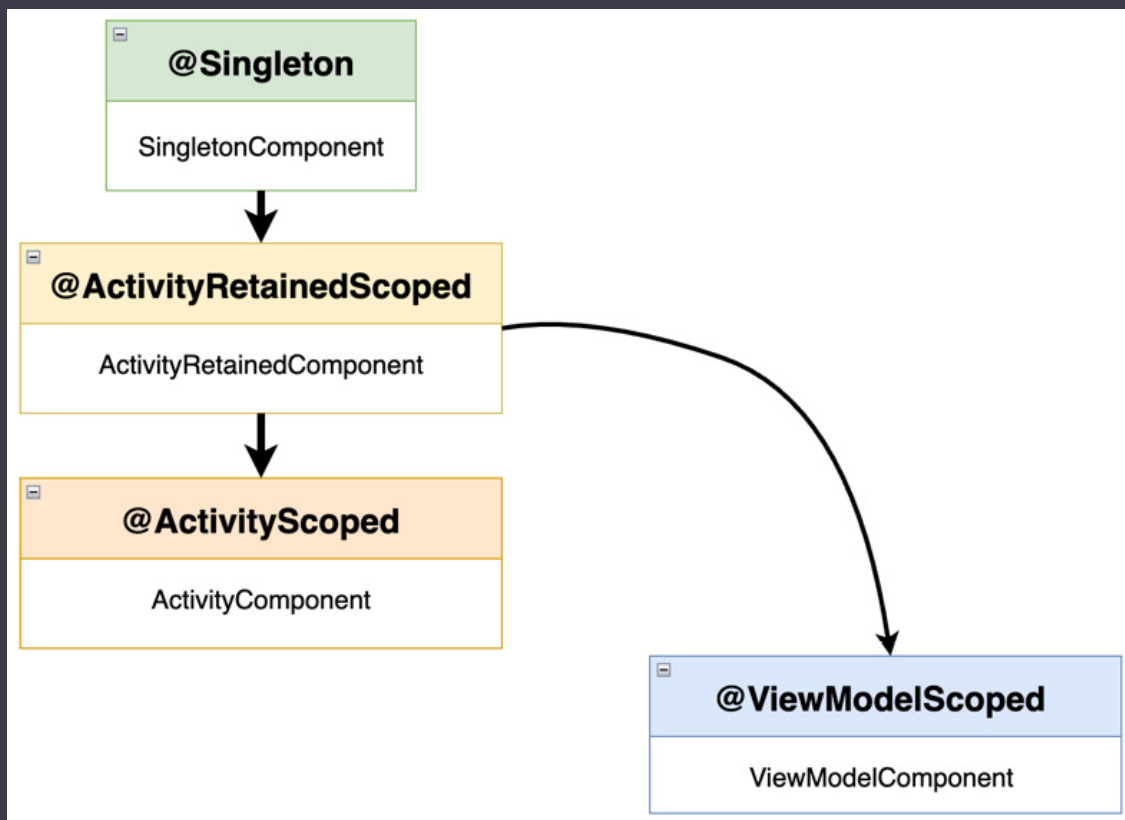 @Singleton
SingletonComponent
@ActivityRetainedScoped
ActivityRetainedComponent
@ActivityScoped
ActivityComponent
@ViewModelScoped
ViewModelComponent